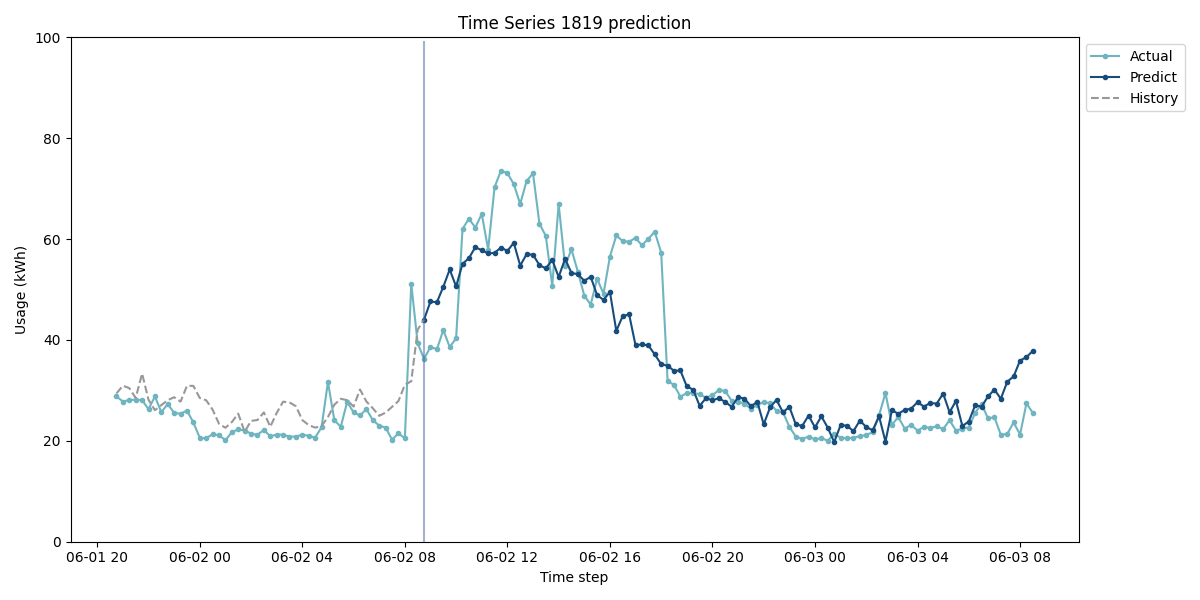 Time Series 1819 prediction
100
80
60
40
20
0
Usage (kWh)
06-01 20
06-02 00
06-02 04
06-02 08
06-02 12
06-02 16
06-02 20
06-03 00
06-03 04
06-03 08
Time step
Actual
Predict
History